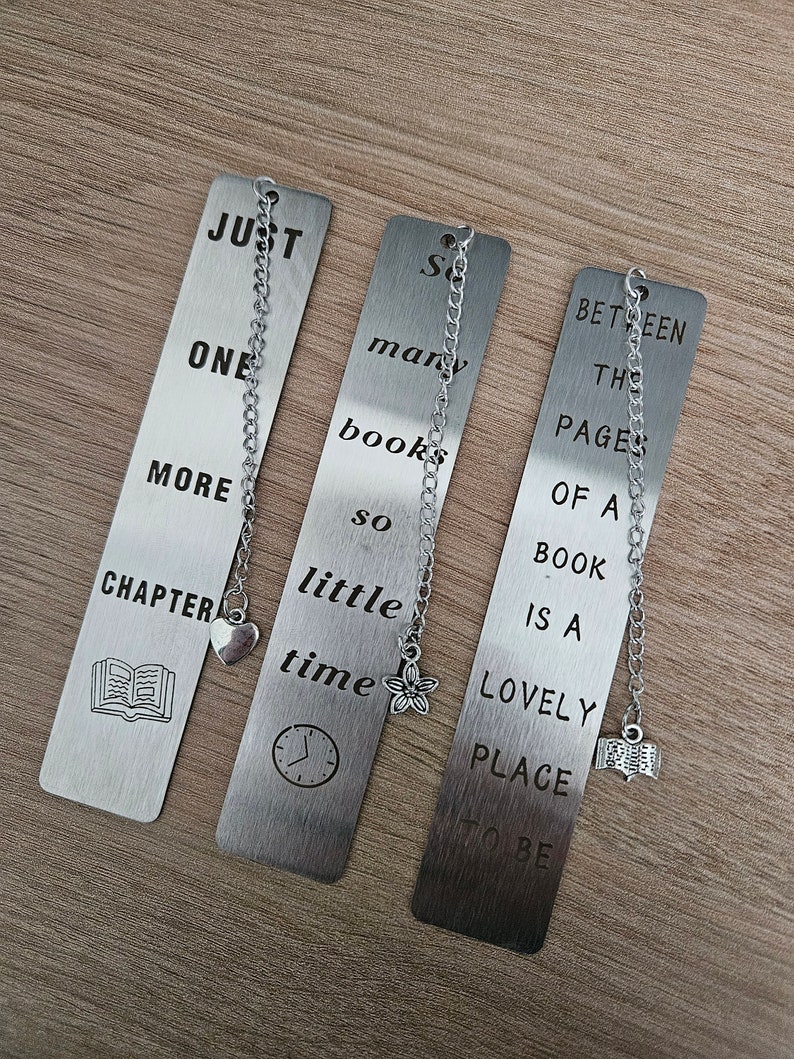 JUST
ONE
MORE
CHAPTER
So
many
books
so
little
time
BETWEEN
THE
PAGES
OF A
BOOK
IS A
LOVELY
PLACE
TO BE